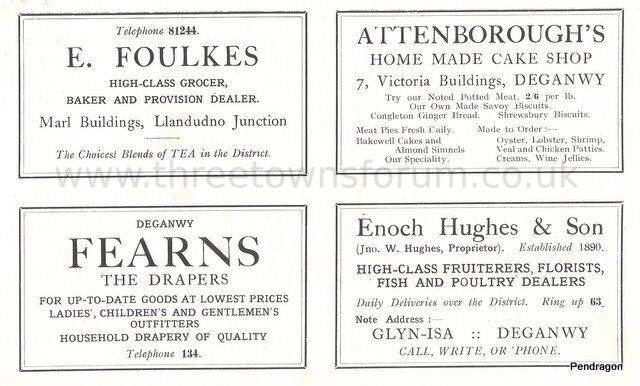 Telephone 81244.
E. FOULKES
HIGH-CLASS GROCER,
BAKER AND PROVISION DEALER.
Marl Buildings, Llandudno Junction
The Choicest Blends of TEA in the District.
ATTENBOROUGH'S
HOME MADE CAKE SHOP
7, Victoria Buildings, DEGANWY
Try our Noted Potted Meat, 2/6 per lb.
Our Own Made Savoy Biscuits.
Congleton Ginger Bread. Shrewsbury Biscuits.
Meat Pies Fresh Daily. Made to Order :—
Bakewell Cakes and Oyster, Lobster, Shrimp,
Almond Simnels Veal and Chicken Patties.
Our Speciality. Creams, Wine Jellies.
www.threetownsforum.co.uk
DEGANWY
FEARNS
THE DRAPERS
FOR UP-TO-DATE GOODS AT LOWEST PRICES
LADIES', CHILDREN'S AND GENTLEMEN'S
OUTFITTERS
HOUSEHOLD DRAPERY OF QUALITY
Telephone 134.
Enoch Hughes & Son
(Jno. W. Hughes, Proprietor). Established 1890.
HIGH-CLASS FRUITERERS, FLORISTS,
FISH AND POULTRY DEALERS
Daily Deliveries over the District. Ring up 63.
Note Address :—
GLYN-ISA :: DEGANWY
CALL, WRITE, OR 'PHONE.
Pendragon